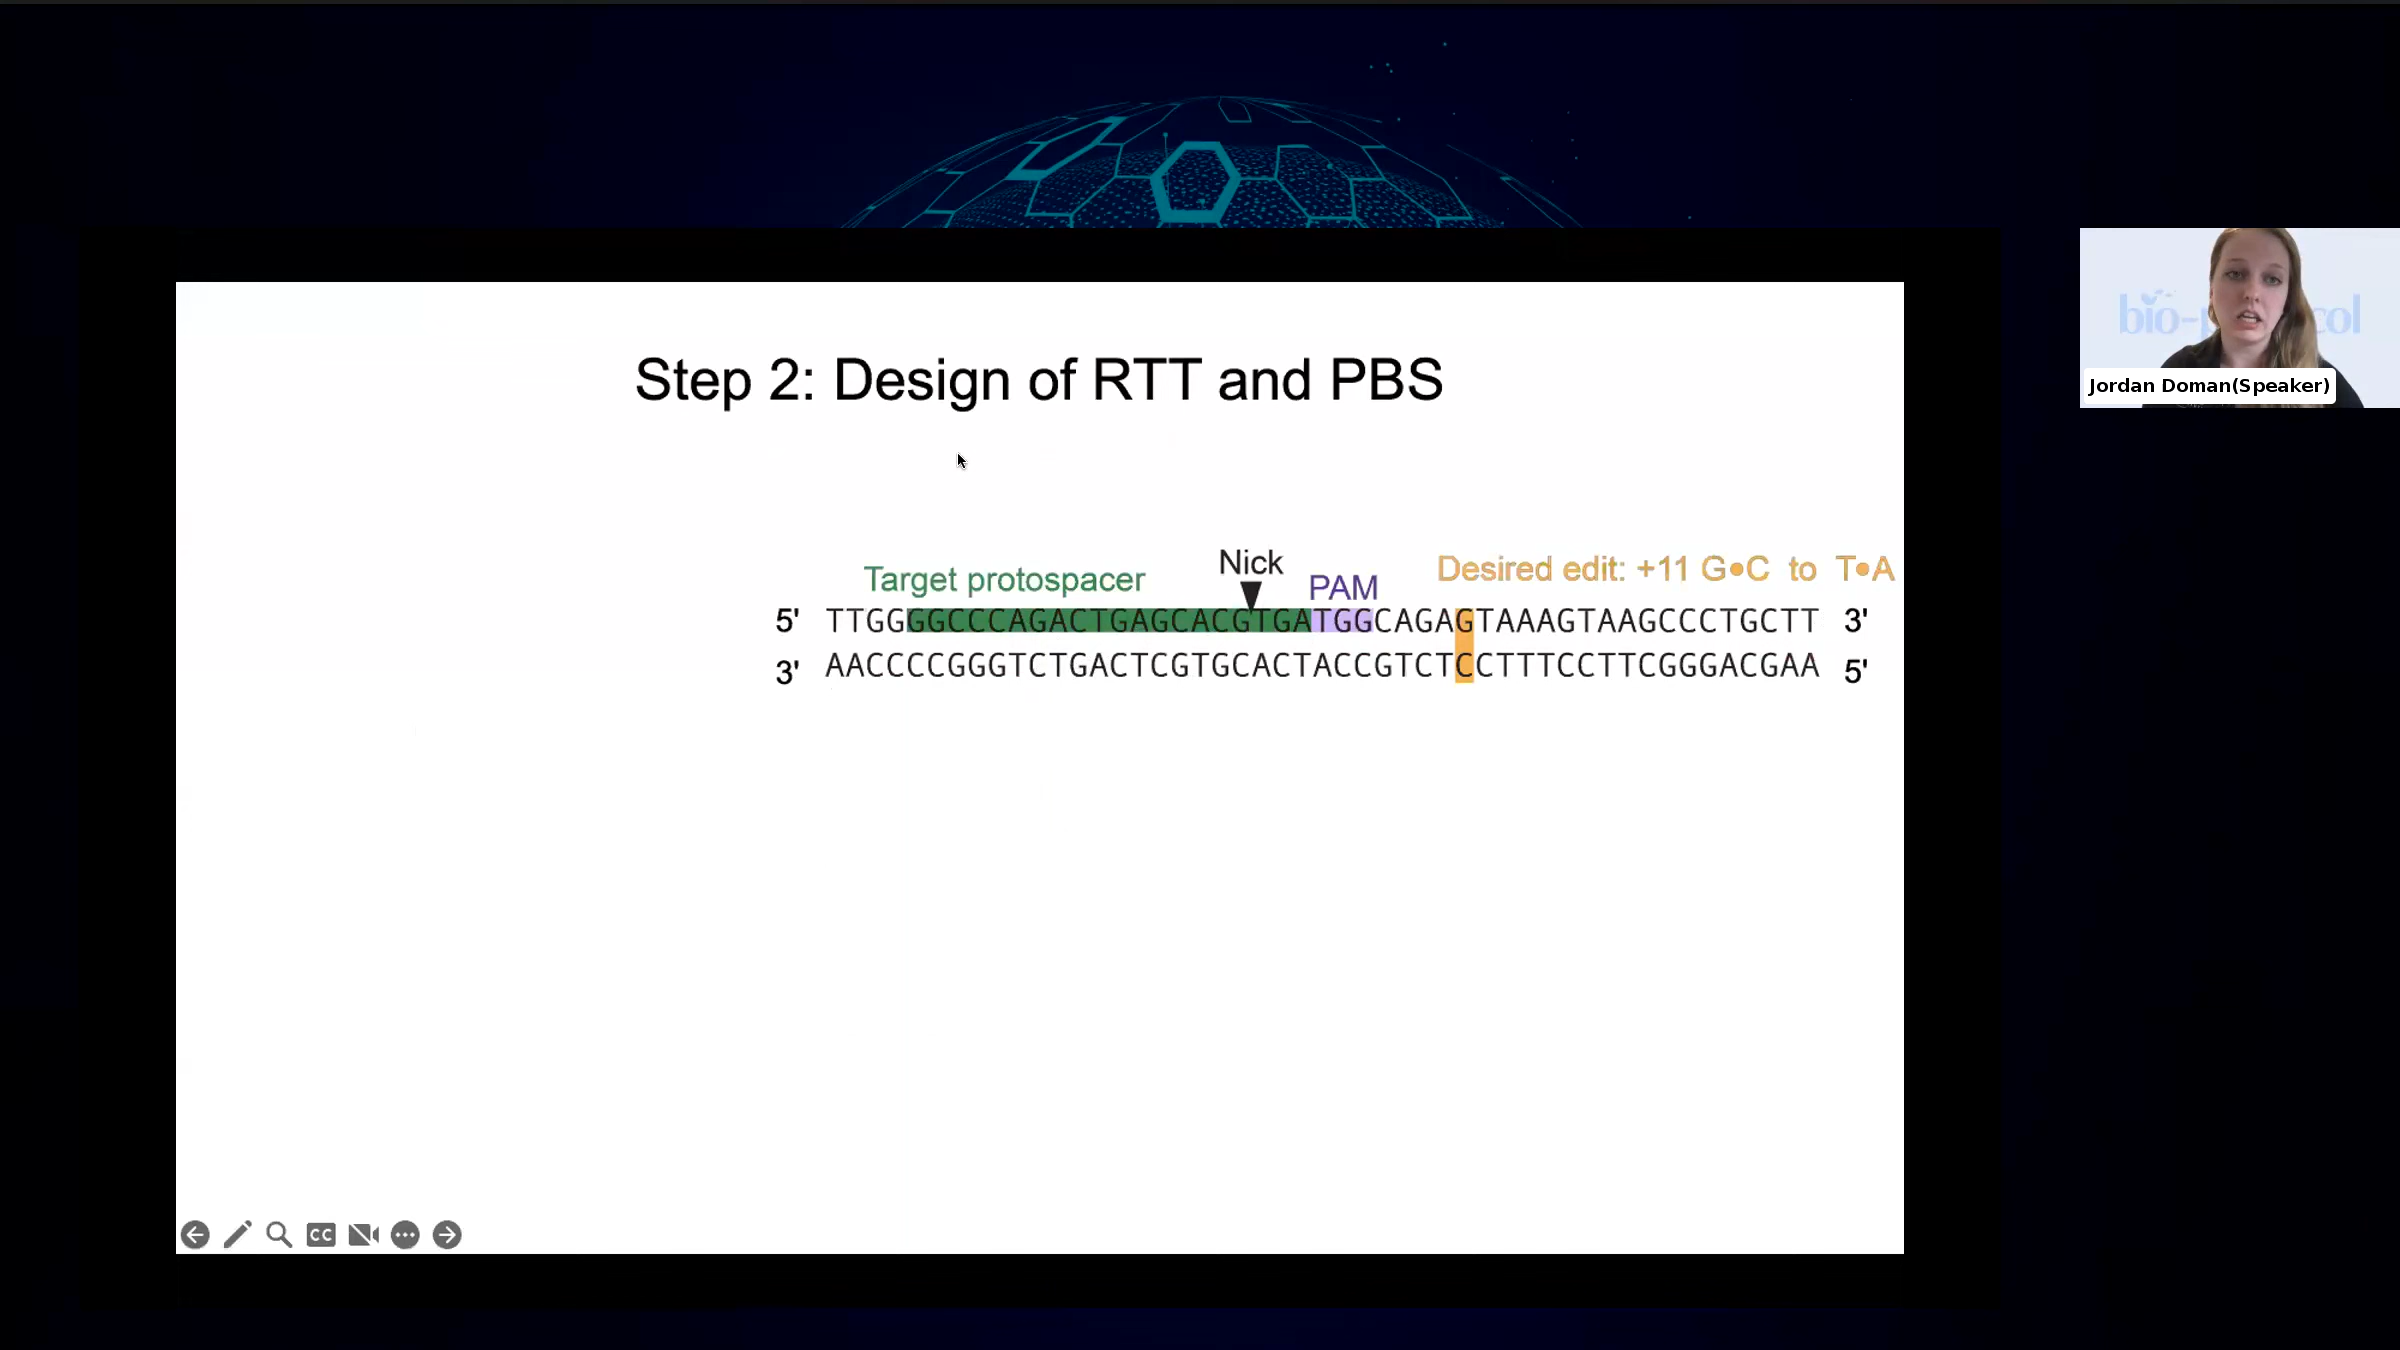 Step 2: Design of RTT and PBS
Nick
Target protospacer
PAM
Desired edit: +11 G•C to T•A
5' TTGGGGCCCAGACTGAGCACGTGATGGCAGAGTAAAGTAAGCCCTGCTT 3'
3' AACCCCGGGTCTGACTCGTGCACTACCGTCTCCTTTCCTTCGGGACGAA 5'
CC
Jordan Doman(Speaker)